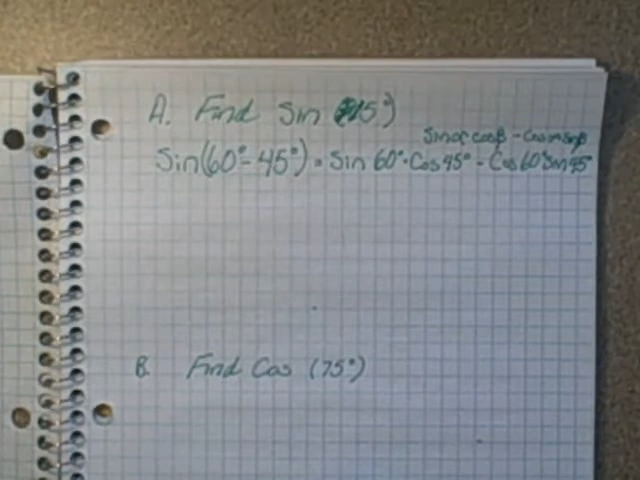 A. Find Sin (15°)
Sinα cosβ - Cosα sinβ
Sin(60°-45°) = Sin 60°·Cos 45° - Cos 60° Sin 45°
B. Find Cos (75°)